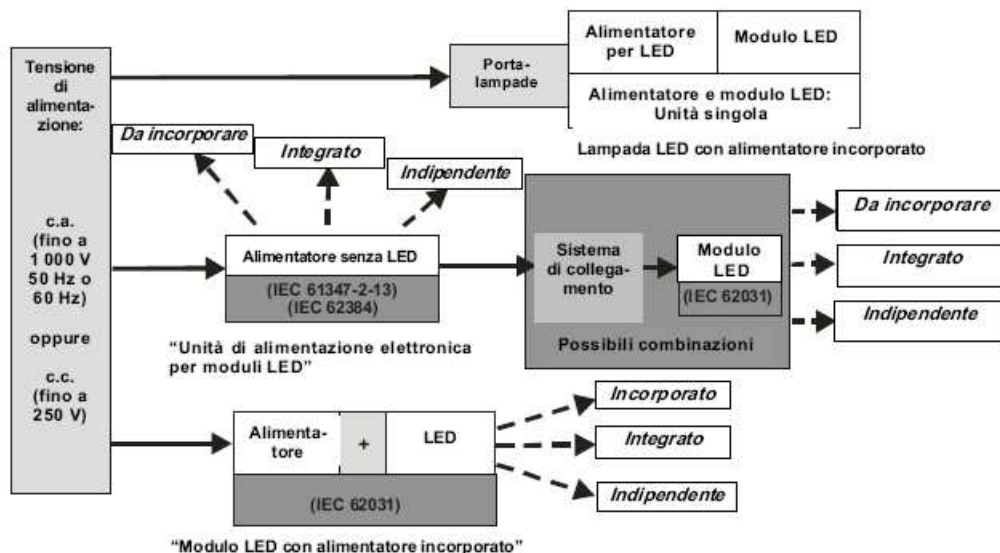 Tensione
di
alimenta-
zione:
c.a.
(fino a
1 000 V
50 Hz o
60 Hz)
oppure
c.c.
(fino a
250 V)
Porta-
lampade
Alimentatore
per LED
Modulo LED
Alimentatore e modulo LED:
Unità singola
Lampada LED con alimentatore incorporato
Da incorporare
Integrato
Indipendente
Alimentatore senza LED
(IEC 61347-2-13)
(IEC 62384)
“Unità di alimentazione elettronica
per moduli LED”
Sistema
di collega-
mento
Modulo
LED
(IEC 62031)
Possibili combinazioni
Da incorporare
Integrato
Indipendente
Alimenta-
tore
+
LED
(IEC 62031)
Incorporato
Integrato
Indipendente
“Modulo LED con alimentatore incorporato”